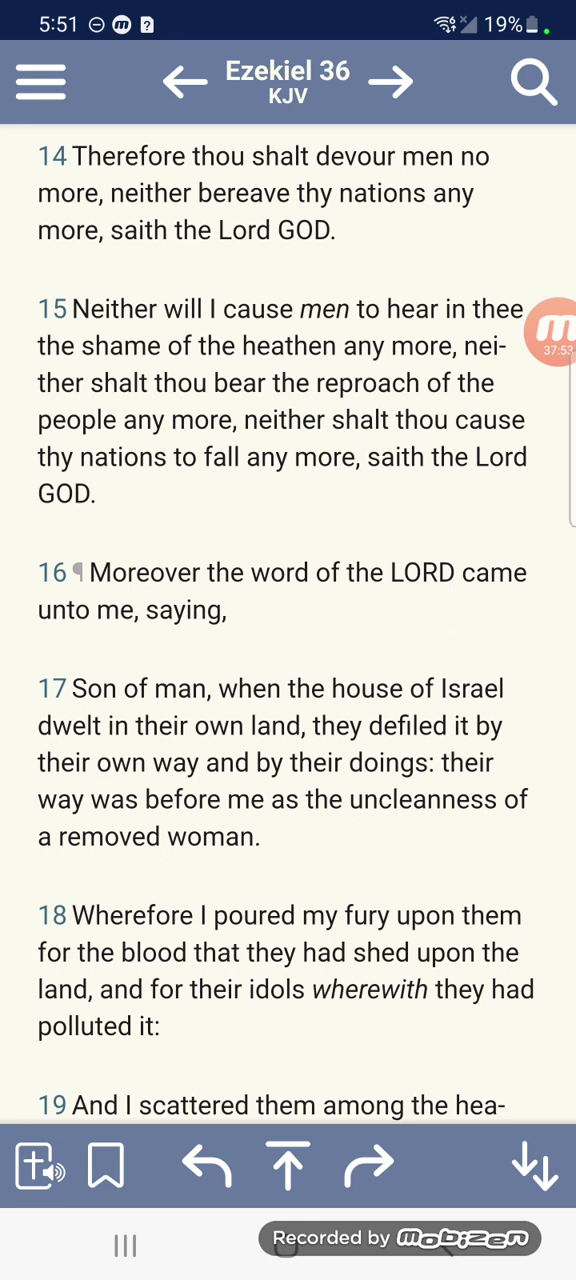 5:51 m ? 6 19%
Ezekiel 36
KJV
14 Therefore thou shalt devour men no
more, neither bereave thy nations any
more, saith the Lord GOD.
15 Neither will I cause men to hear in thee
the shame of the heathen any more, nei-
ther shalt thou bear the reproach of the
people any more, neither shalt thou cause
thy nations to fall any more, saith the Lord
GOD.
m
37:53
16 ¶ Moreover the word of the LORD came
unto me, saying,
17 Son of man, when the house of Israel
dwelt in their own land, they defiled it by
their own way and by their doings: their
way was before me as the uncleanness of
a removed woman.
18 Wherefore I poured my fury upon them
for the blood that they had shed upon the
land, and for their idols wherewith they had
polluted it:
19 And I scattered them among the hea-
Recorded by mobizen